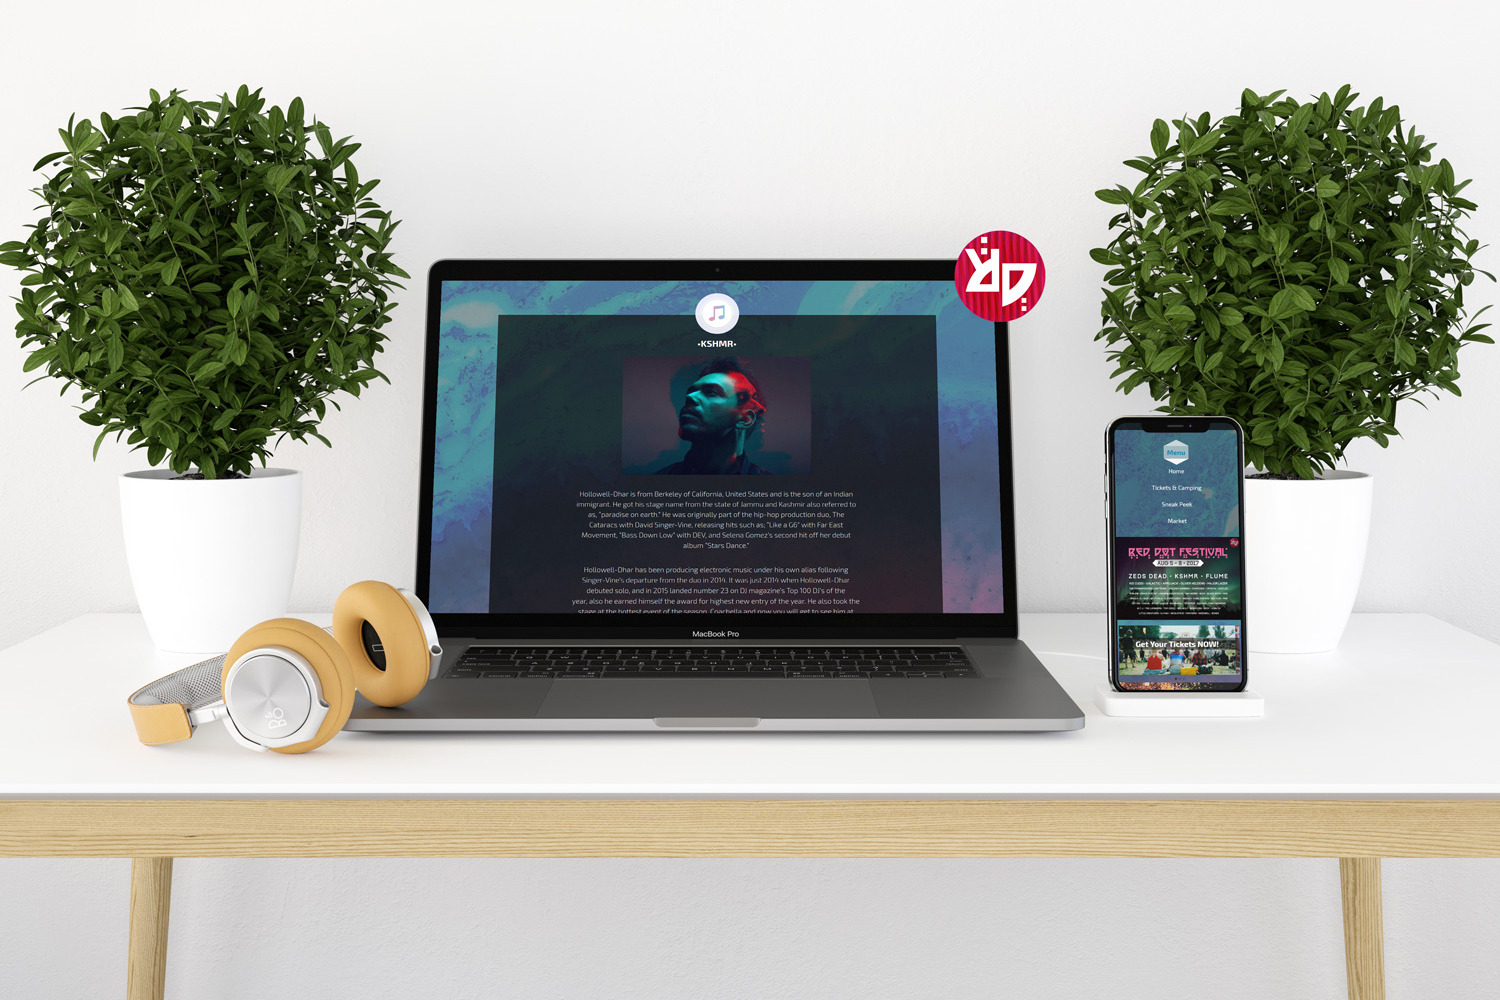 •KSHMR•
Hollowell-Dhar is from Berkeley of California, United States and is the son of an Indian
immigrant. He got his stage name from the state of Jammu and Kashmir also referred to
as, "paradise on earth." He was originally part of the hip-hop production duo, The
Cataracs with David Singer-Vine, releasing hits such as; "Like a G6" with Far East
Movement, "Bass Down Low" with DEV, and Selena Gomez's second hit off her debut
album "Stars Dance."
Hollowell-Dhar has been producing electronic music under his own alias following
Singer-Vine's departure from the duo in 2014. It was just 2014 when Hollowell-Dhar
debuted solo, and in 2015 landed number 23 on DJ magazine's Top 100 DJ's of the
year, also he earned himself the award for highest new entry of the year. He also took the
stage at the hottest event of the season, Coachella and now you will get to see him at
MacBook Pro
Menu
Home
Tickets & Camping
Sneak Peek
Market
RED DOT FESTIVAL
AUG 5 - 8 • 2017
ZEDS DEAD • KSHMR • FLUME
Get Your Tickets NOW!